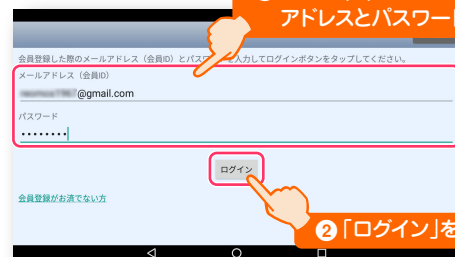 アドレスとパスワード
会員登録した際のメールアドレス（会員ID）とパスワ を入力してログインボタンをタップしてください。
メールアドレス（会員ID）
@gmail.com
パスワード
••••••••
ログイン
会員登録がお済でない方
2「ログイン」を